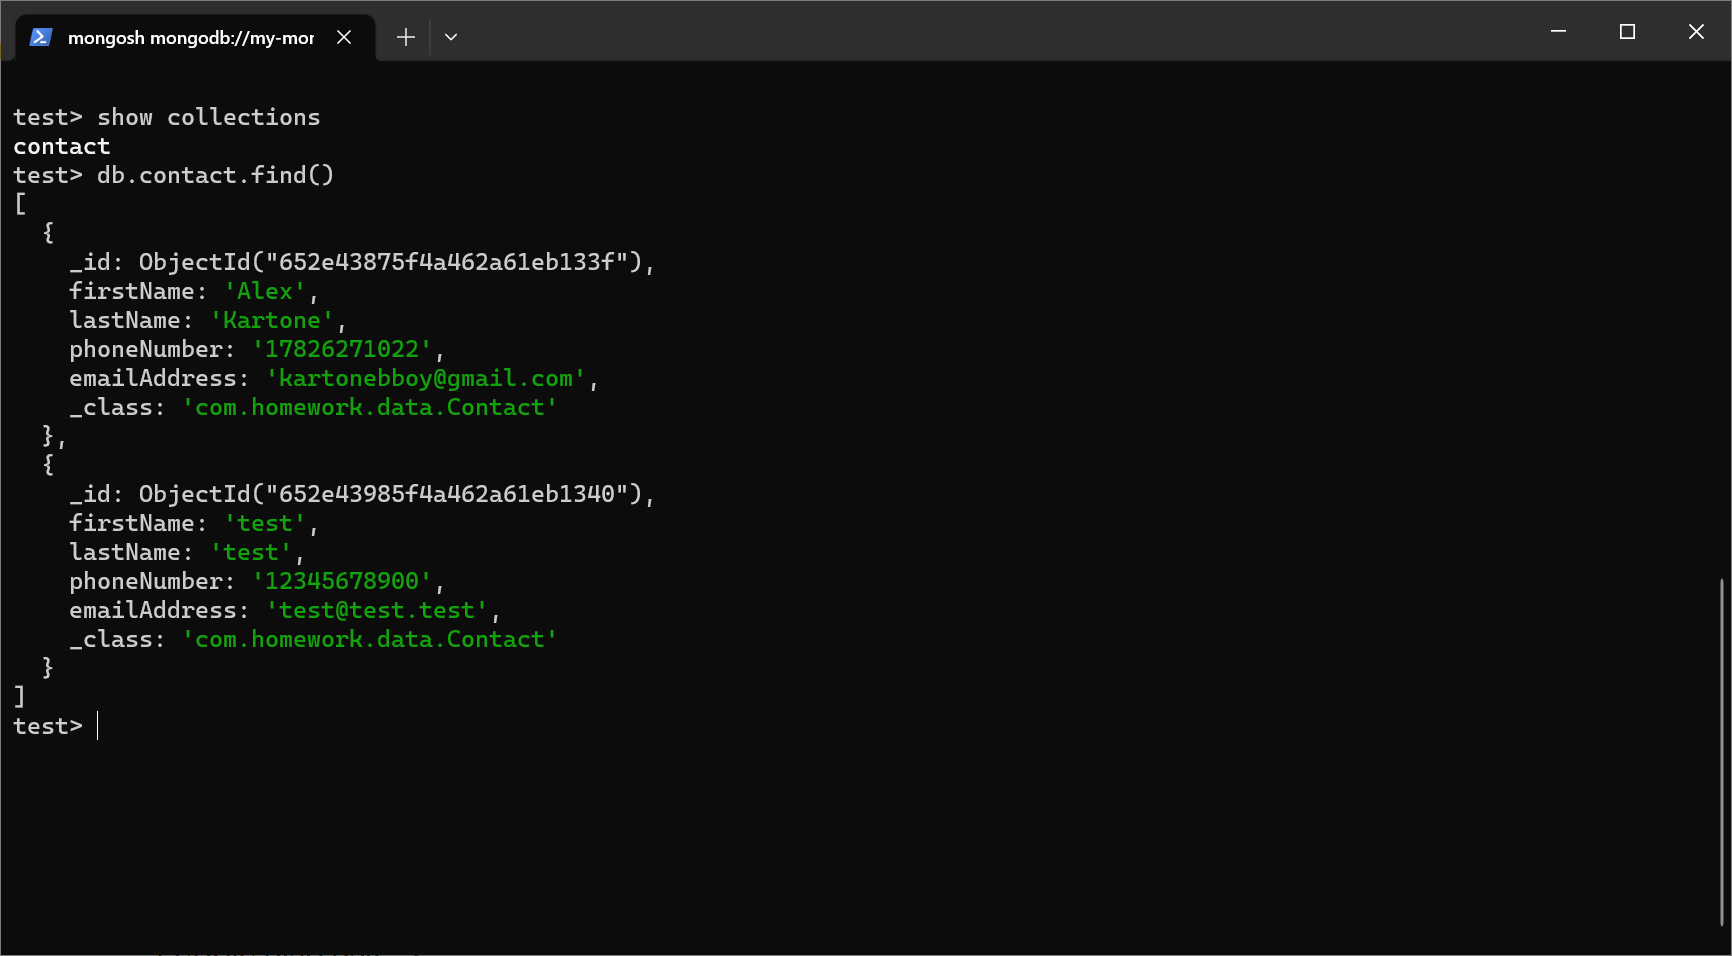 mongosh mongodb://my-mor
test> show collections
contact
test> db.contact.find()
[
  {
    _id: ObjectId("652e43875f4a462a61eb133f"),
    firstName: 'Alex',
    lastName: 'Kartone',
    phoneNumber: '17826271022',
    emailAddress: 'kartonebboy@gmail.com',
    _class: 'com.homework.data.Contact'
  },
  {
    _id: ObjectId("652e43985f4a462a61eb1340"),
    firstName: 'test',
    lastName: 'test',
    phoneNumber: '12345678900',
    emailAddress: 'test@test.test',
    _class: 'com.homework.data.Contact'
  }
]
test>